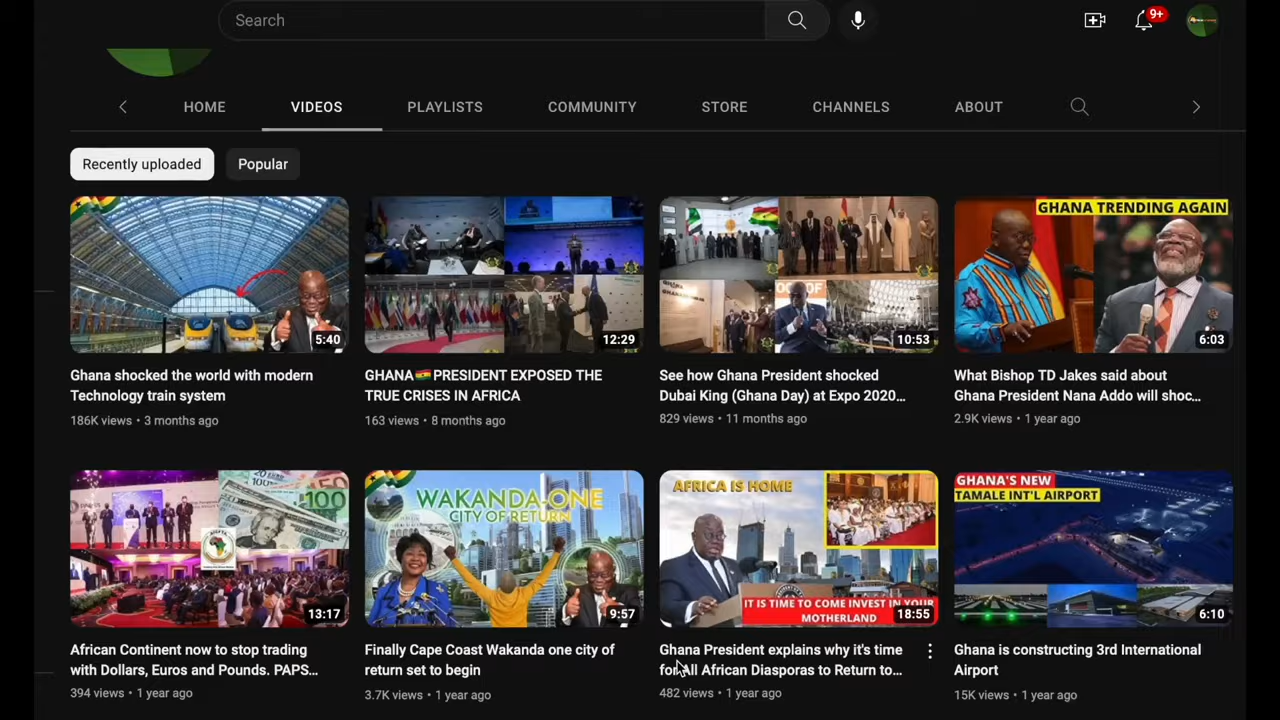 Search
9+
HOME
VIDEOS
PLAYLISTS
COMMUNITY
STORE
CHANNELS
ABOUT
Recently uploaded
Popular
5:40
12:29
10:53
GHANA TRENDING AGAIN
6:03
Ghana shocked the world with modern
Technology train system
186K views • 3 months ago
GHANA🇬🇭PRESIDENT EXPOSED THE
TRUE CRISES IN AFRICA
163 views • 8 months ago
See how Ghana President shocked
Dubai King (Ghana Day) at Expo 2020...
829 views • 11 months ago
What Bishop TD Jakes said about
Ghana President Nana Addo will shoc...
2.9K views • 1 year ago
100
13:17
WAKANDA-ONE
CITY OF RETURN
9:57
AFRICA IS HOME
IT IS TIME TO COME INVEST IN YOUR
MOTHERLAND
18:55
GHANA'S NEW
TAMALE INT'L AIRPORT
6:10
African Continent now to stop trading
with Dollars, Euros and Pounds. PAPS...
394 views • 1 year ago
Finally Cape Coast Wakanda one city of
return set to begin
3.7K views • 1 year ago
Ghana President explains why it's time
for All African Diasporas to Return to...
482 views • 1 year ago
Ghana is constructing 3rd International
Airport
15K views • 1 year ago